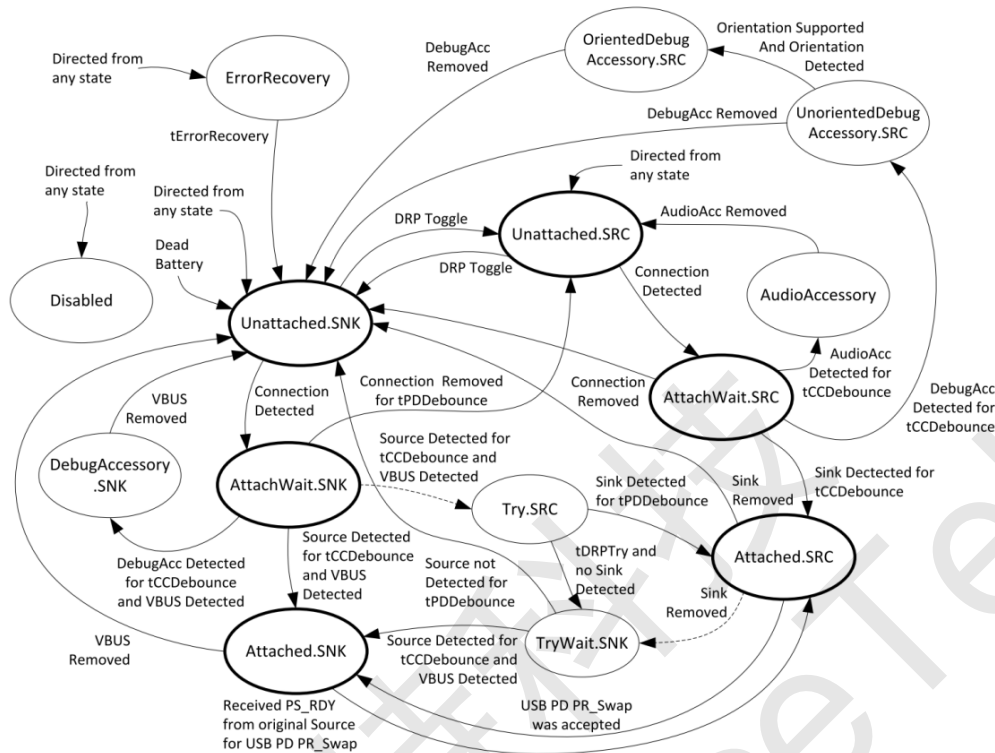 Directed from
any state
ErrorRecovery
tErrorRecovery
DebugAcc
Removed
OrientedDebug
Accessory.SRC
Orientation Supported
And Orientation
Detected
DebugAcc Removed
UnorientedDebug
Accessory.SRC
Directed from
any state
Disabled
Directed from
any state
Dead
Battery
DRP Toggle
DRP Toggle
Directed from
any state
Unattached.SRC
AudioAcc Removed
Connection
Detected
AudioAccessory
Unattached.SNK
AudioAcc
Detected for
tCCDebounce
DebugAcc
Detected for
tCCDebounce
AttachWait.SRC
Connection
Removed
VBUS
Removed
Connection
Detected
Connection Removed
for tPDDebounce
DebugAccessory
.SNK
AttachWait.SNK
Source Detected for
tCCDebounce and
VBUS Detected
Try.SRC
Sink Detected
for tPDDebounce
Sink
Removed
Sink Dectected for
tCCDebounce
Attached.SRC
DebugAcc Detected
for tCCDebounce
and VBUS Detected
Source Detected
for tCCDebounce
and VBUS
Detected
Source not
Detected for
tPDDebounce
tDRPTry and
no Sink
Detected
Sink
Removed
VBUS
Removed
Attached.SNK
Source Detected for
tCCDebounce and
VBUS Detected
TryWait.SNK
Received PS_RDY
from original Source
for USB PD PR_Swap
USB PD PR_Swap
was accepted